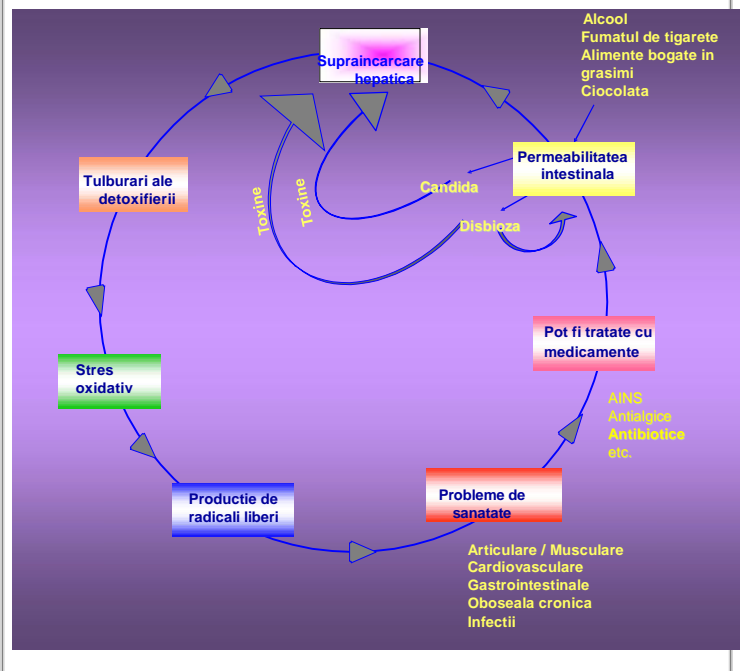 Alcool
Fumatul de tigarete
Alimente bogate in
grasimi
Ciocolata
Supraincarcare
hepatica
Permeabilitatea
intestinala
Tulburari ale
detoxifierii
Candida
Toxine
Toxine
Disbioza
Pot fi tratate cu
medicamente
Stres
oxidativ
AINS
Antialgice
Antibiotice
etc.
Productie de
radicali liberi
Probleme de
sanatate
Articulare / Musculare
Cardiovasculare
Gastrointestinale
Oboseala cronica
Infectii